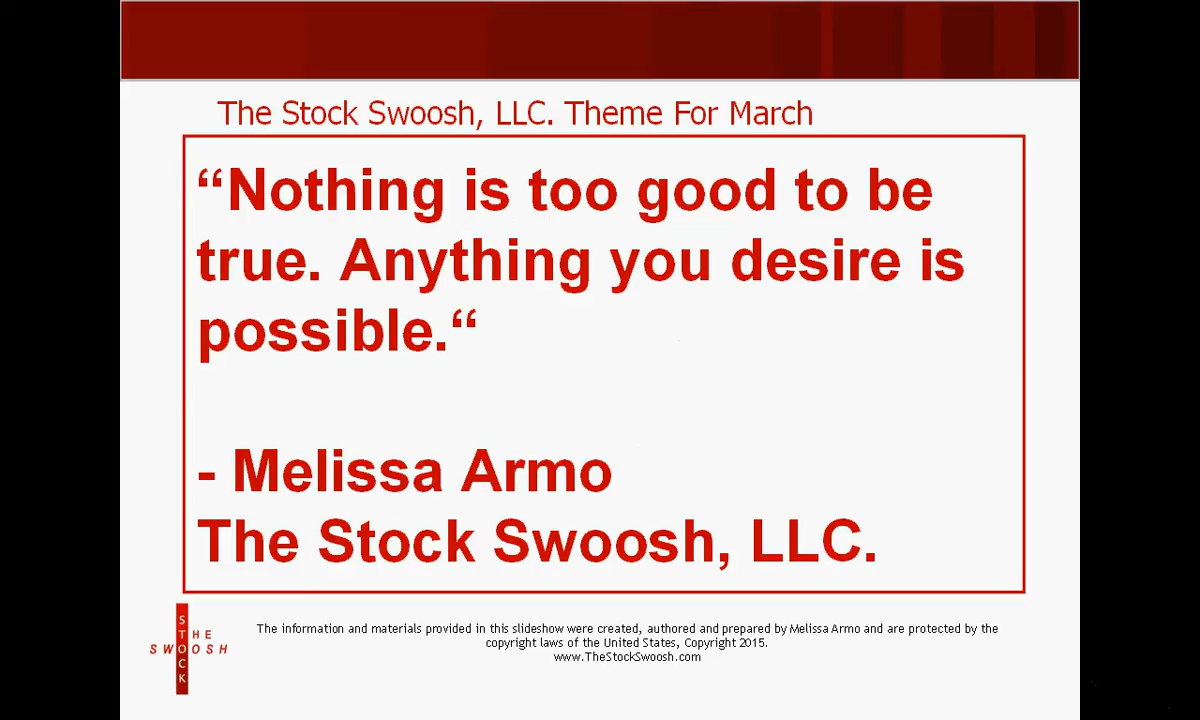 The Stock Swoosh, LLC. Theme For March
“Nothing is too good to be
true. Anything you desire is
possible.“
- Melissa Armo
The Stock Swoosh, LLC.
THE
SWOOSH
STOCK
The information and materials provided in this slideshow were created, authored and prepared by Melissa Armo and are protected by the
copyright laws of the United States, Copyright 2015.
www.TheStockSwoosh.com